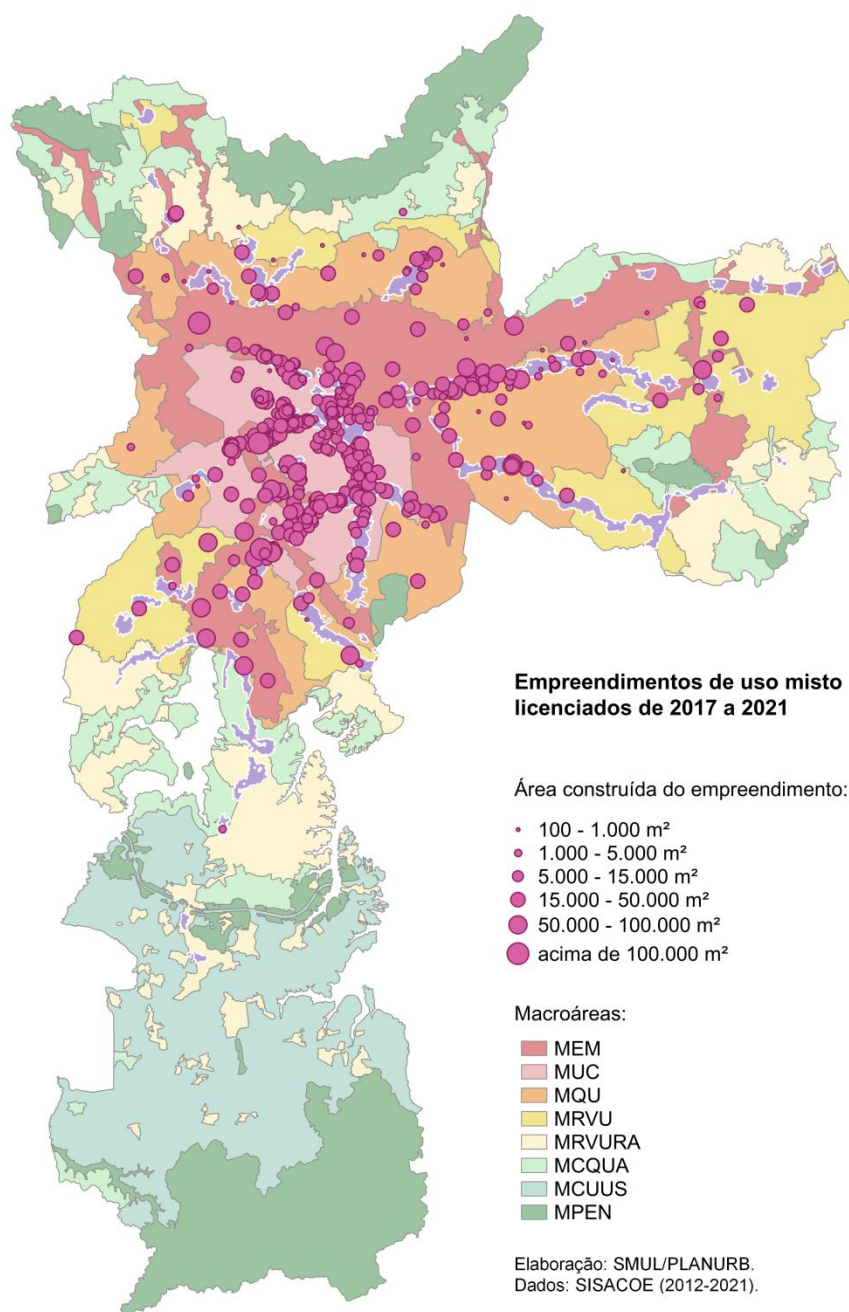 Empreendimentos de uso misto
licenciados de 2017 a 2021
Área construída do empreendimento:
100 - 1.000 m²
1.000 - 5.000 m²
5.000 - 15.000 m²
15.000 - 50.000 m²
50.000 - 100.000 m²
acima de 100.000 m²
Macroáreas:
MEM
MUC
MQU
MRVU
MRVURA
MCQUA
MCUUS
MPEN
Elaboração: SMUL/PLANURB.
Dados: SISACOE (2012-2021).